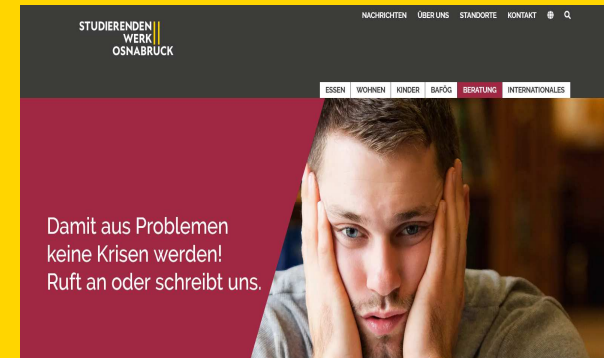 NACHRICHTEN ÜBER UNS STANDORTE KONTAKT
STUDIERENDEN
WERK
OSNABRÜCK
ESSEN WOHNEN KINDER BAFÖG BERATUNG INTERNATIONALES
Damit aus Problemen
keine Krisen werden!
Ruft an oder schreibt uns.